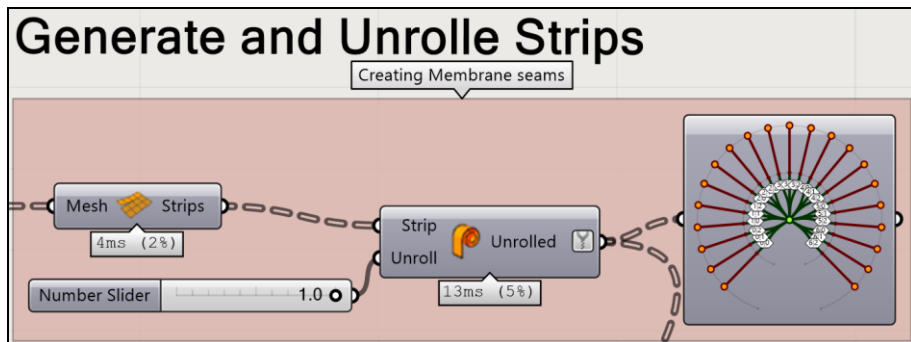 Generate and Unrolle Strips
Creating Membrane seams
Mesh Strips
4ms (2%)
Strip
Unroll
Unrolled
13ms (5%)
Number Slider 1.0